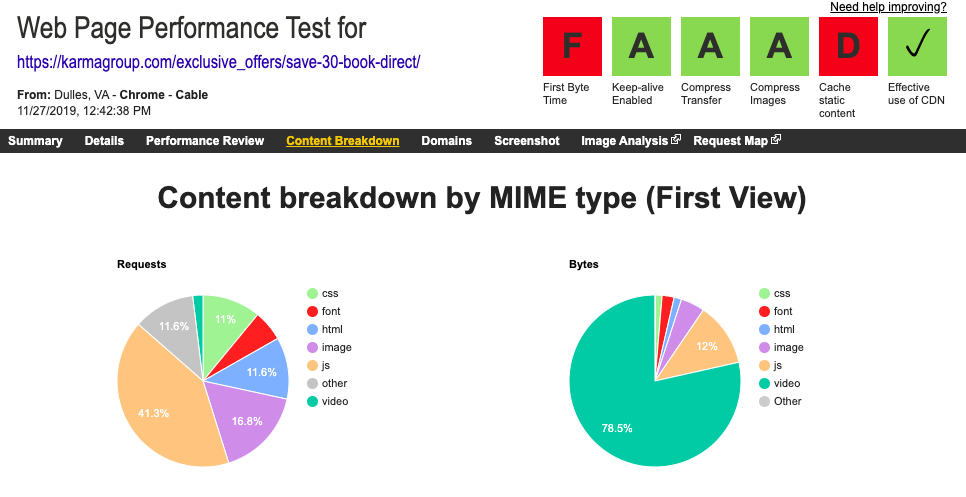 Need help improving?
Web Page Performance Test for
https://karmagroup.com/exclusive_offers/save-30-book-direct/
From: Dulles, VA - Chrome - Cable
11/27/2019, 12:42:38 PM
F
A
A
A
D
✓
First Byte
Time
Keep-alive
Enabled
Compress
Transfer
Compress
Images
Cache
static
content
Effective
use of CDN
Summary Details Performance Review Content Breakdown Domains Screenshot Image Analysis Request Map
Content breakdown by MIME type (First View)
Requests
11%
11.6%
16.8%
41.3%
11.6%
css
font
html
image
js
other
video
Bytes
12%
78.5%
css
font
html
image
js
video
Other